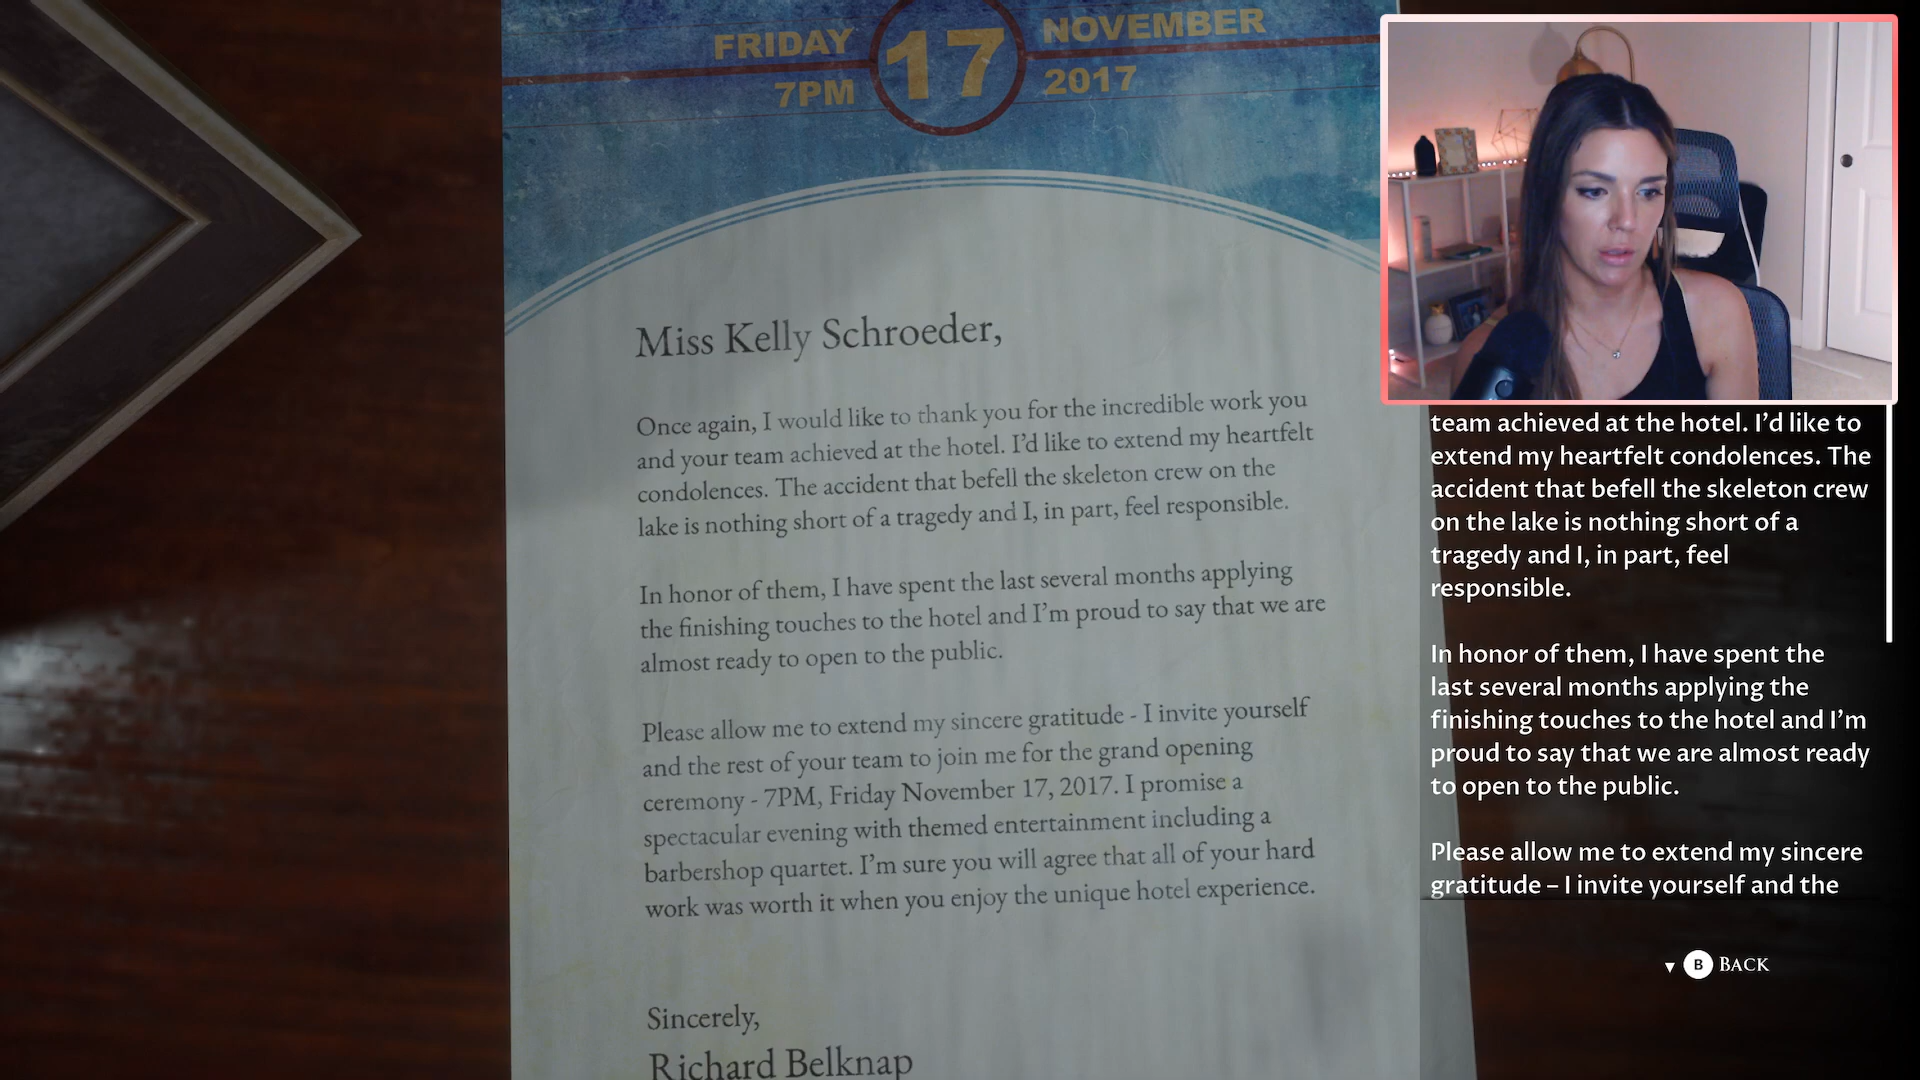 FRIDAY 17 NOVEMBER
7PM 2017
Miss Kelly Schroeder,
Once again, I would like to thank you for the incredible work you
and your team achieved at the hotel. I'd like to extend my heartfelt
condolences. The accident that befell the skeleton crew on the
lake is nothing short of a tragedy and I, in part, feel responsible.
In honor of them, I have spent the last several months applying
the finishing touches to the hotel and I'm proud to say that we are
almost ready to open to the public.
Please allow me to extend my sincere gratitude - I invite yourself
and the rest of your team to join me for the grand opening
ceremony - 7PM, Friday November 17, 2017. I promise a
spectacular evening with themed entertainment including a
barbershop quartet. I'm sure you will agree that all of your hard
work was worth it when you enjoy the unique hotel experience.
Sincerely,
Richard Belknap
team achieved at the hotel. I'd like to
extend my heartfelt condolences. The
accident that befell the skeleton crew
on the lake is nothing short of a
tragedy and I, in part, feel
responsible.
In honor of them, I have spent the
last several months applying the
finishing touches to the hotel and I'm
proud to say that we are almost ready
to open to the public.
Please allow me to extend my sincere
gratitude – I invite yourself and the
B BACK